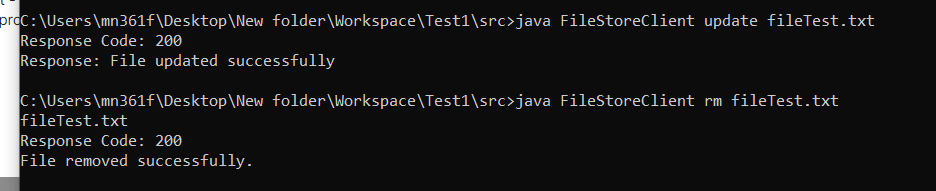 C:\Users\mn361f\Desktop\New folder\Workspace\Test1\src>java FileStoreClient update fileTest.txt
Response Code: 200
Response: File updated successfully
C:\Users\mn361f\Desktop\New folder\Workspace\Test1\src>java FileStoreClient rm fileTest.txt
fileTest.txt
Response Code: 200
File removed successfully.